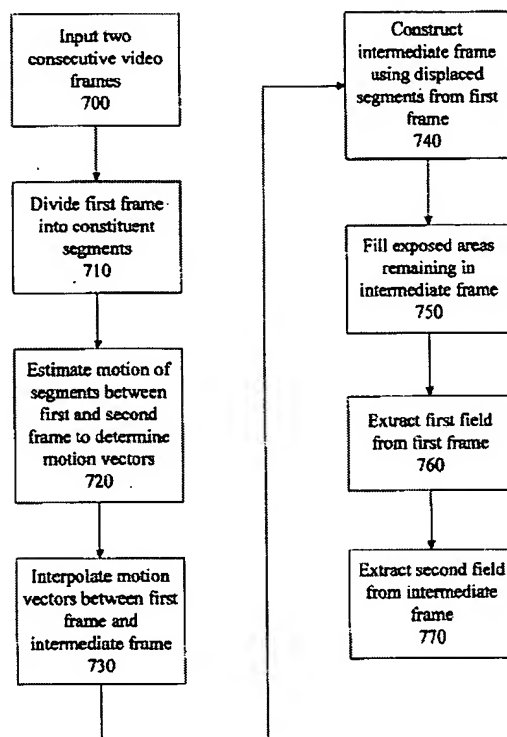 Input two
consecutive video
frames
700
Divide first frame
into constituent
segments
710
Estimate motion of
segments between
first and second
frame to determine
motion vectors
720
Interpolate motion
vectors between first
frame and
intermediate frame
730
Construct
intermediate frame
using displaced
segments from first
frame
740
Fill exposed areas
remaining in
intermediate frame
750
Extract first field
from first frame
760
Extract second field
from intermediate
frame
770